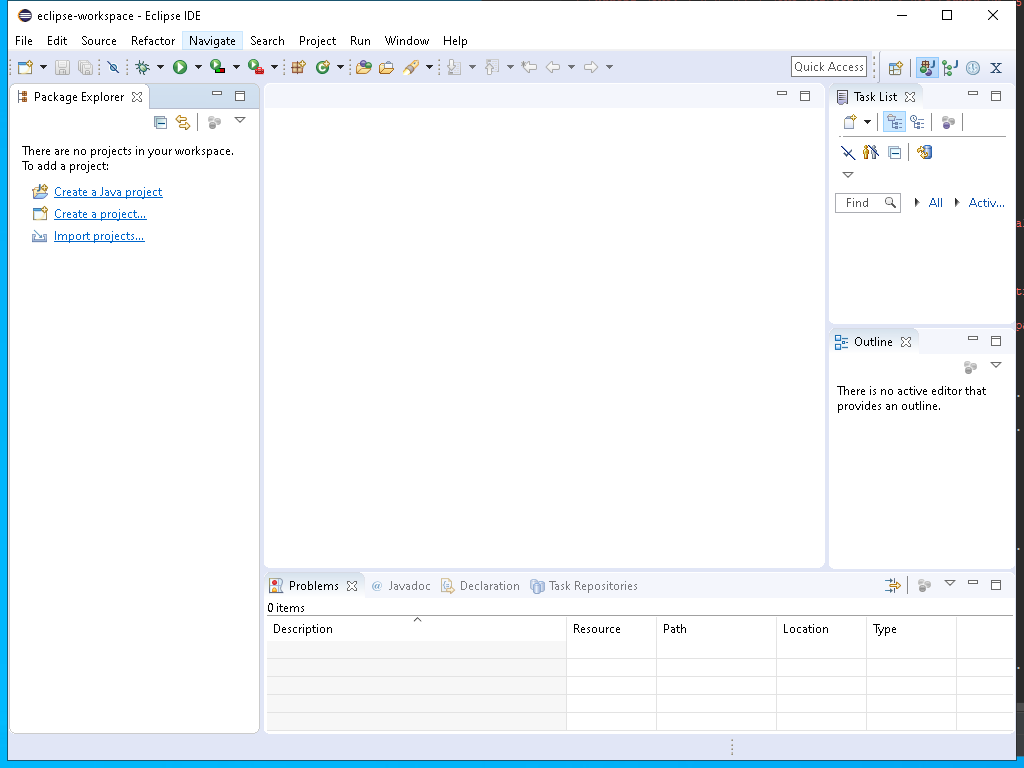 eclipse-workspace - Eclipse IDE
File Edit Source Refactor Navigate Search Project Run Window Help
Quick Access
Package Explorer
There are no projects in your workspace.
To add a project:
Create a Java project
Create a project...
Import projects...
Task List
Find All Activ...
Outline
There is no active editor that
provides an outline.
Problems @ Javadoc Declaration Task Repositories
0 items
Description Resource Path Location Type